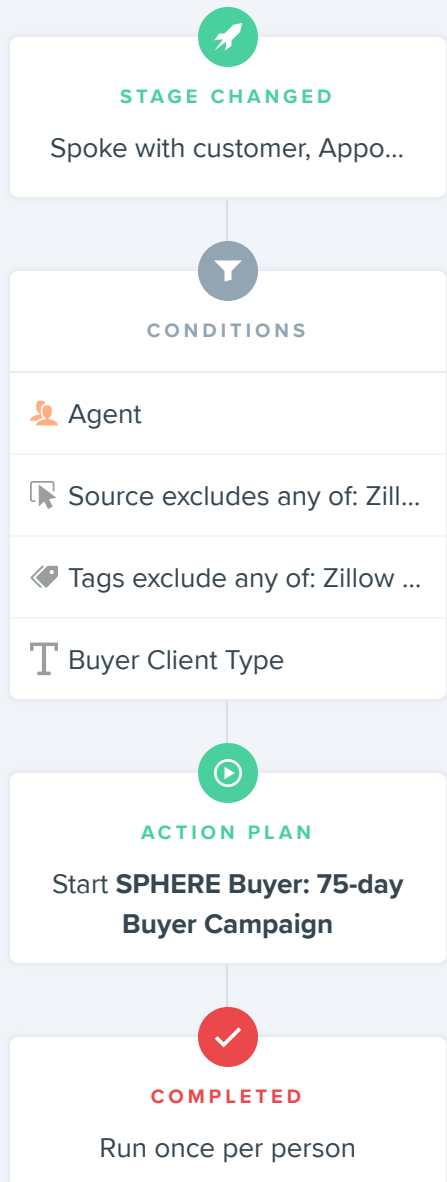 STAGE CHANGED
Spoke with customer, Appo...
CONDITIONS
Agent
Source excludes any of: Zill...
Tags exclude any of: Zillow ...
Buyer Client Type
ACTION PLAN
Start SPHERE Buyer: 75-day
Buyer Campaign
COMPLETED
Run once per person